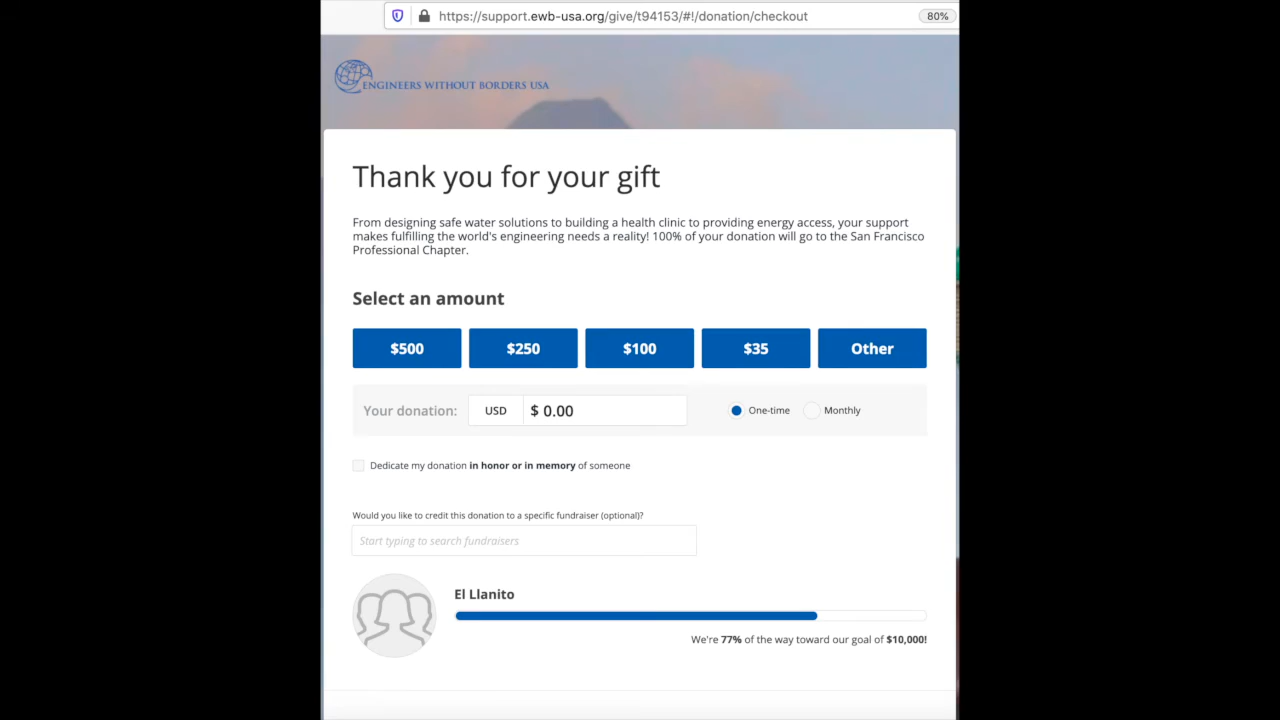 https://support.ewb-usa.org/give/t94153/#!/donation/checkout
80%
ENGINEERS WITHOUT BORDERS USA
Thank you for your gift
From designing safe water solutions to building a health clinic to providing energy access, your support
makes fulfilling the world's engineering needs a reality! 100% of your donation will go to the San Francisco
Professional Chapter.
Select an amount
$500 $250 $100 $35 Other
Your donation: USD $ 0.00 One-time Monthly
Dedicate my donation in honor or in memory of someone
Would you like to credit this donation to a specific fundraiser (optional)?
Start typing to search fundraisers
El Llanito
We're 77% of the way toward our goal of $10,000!